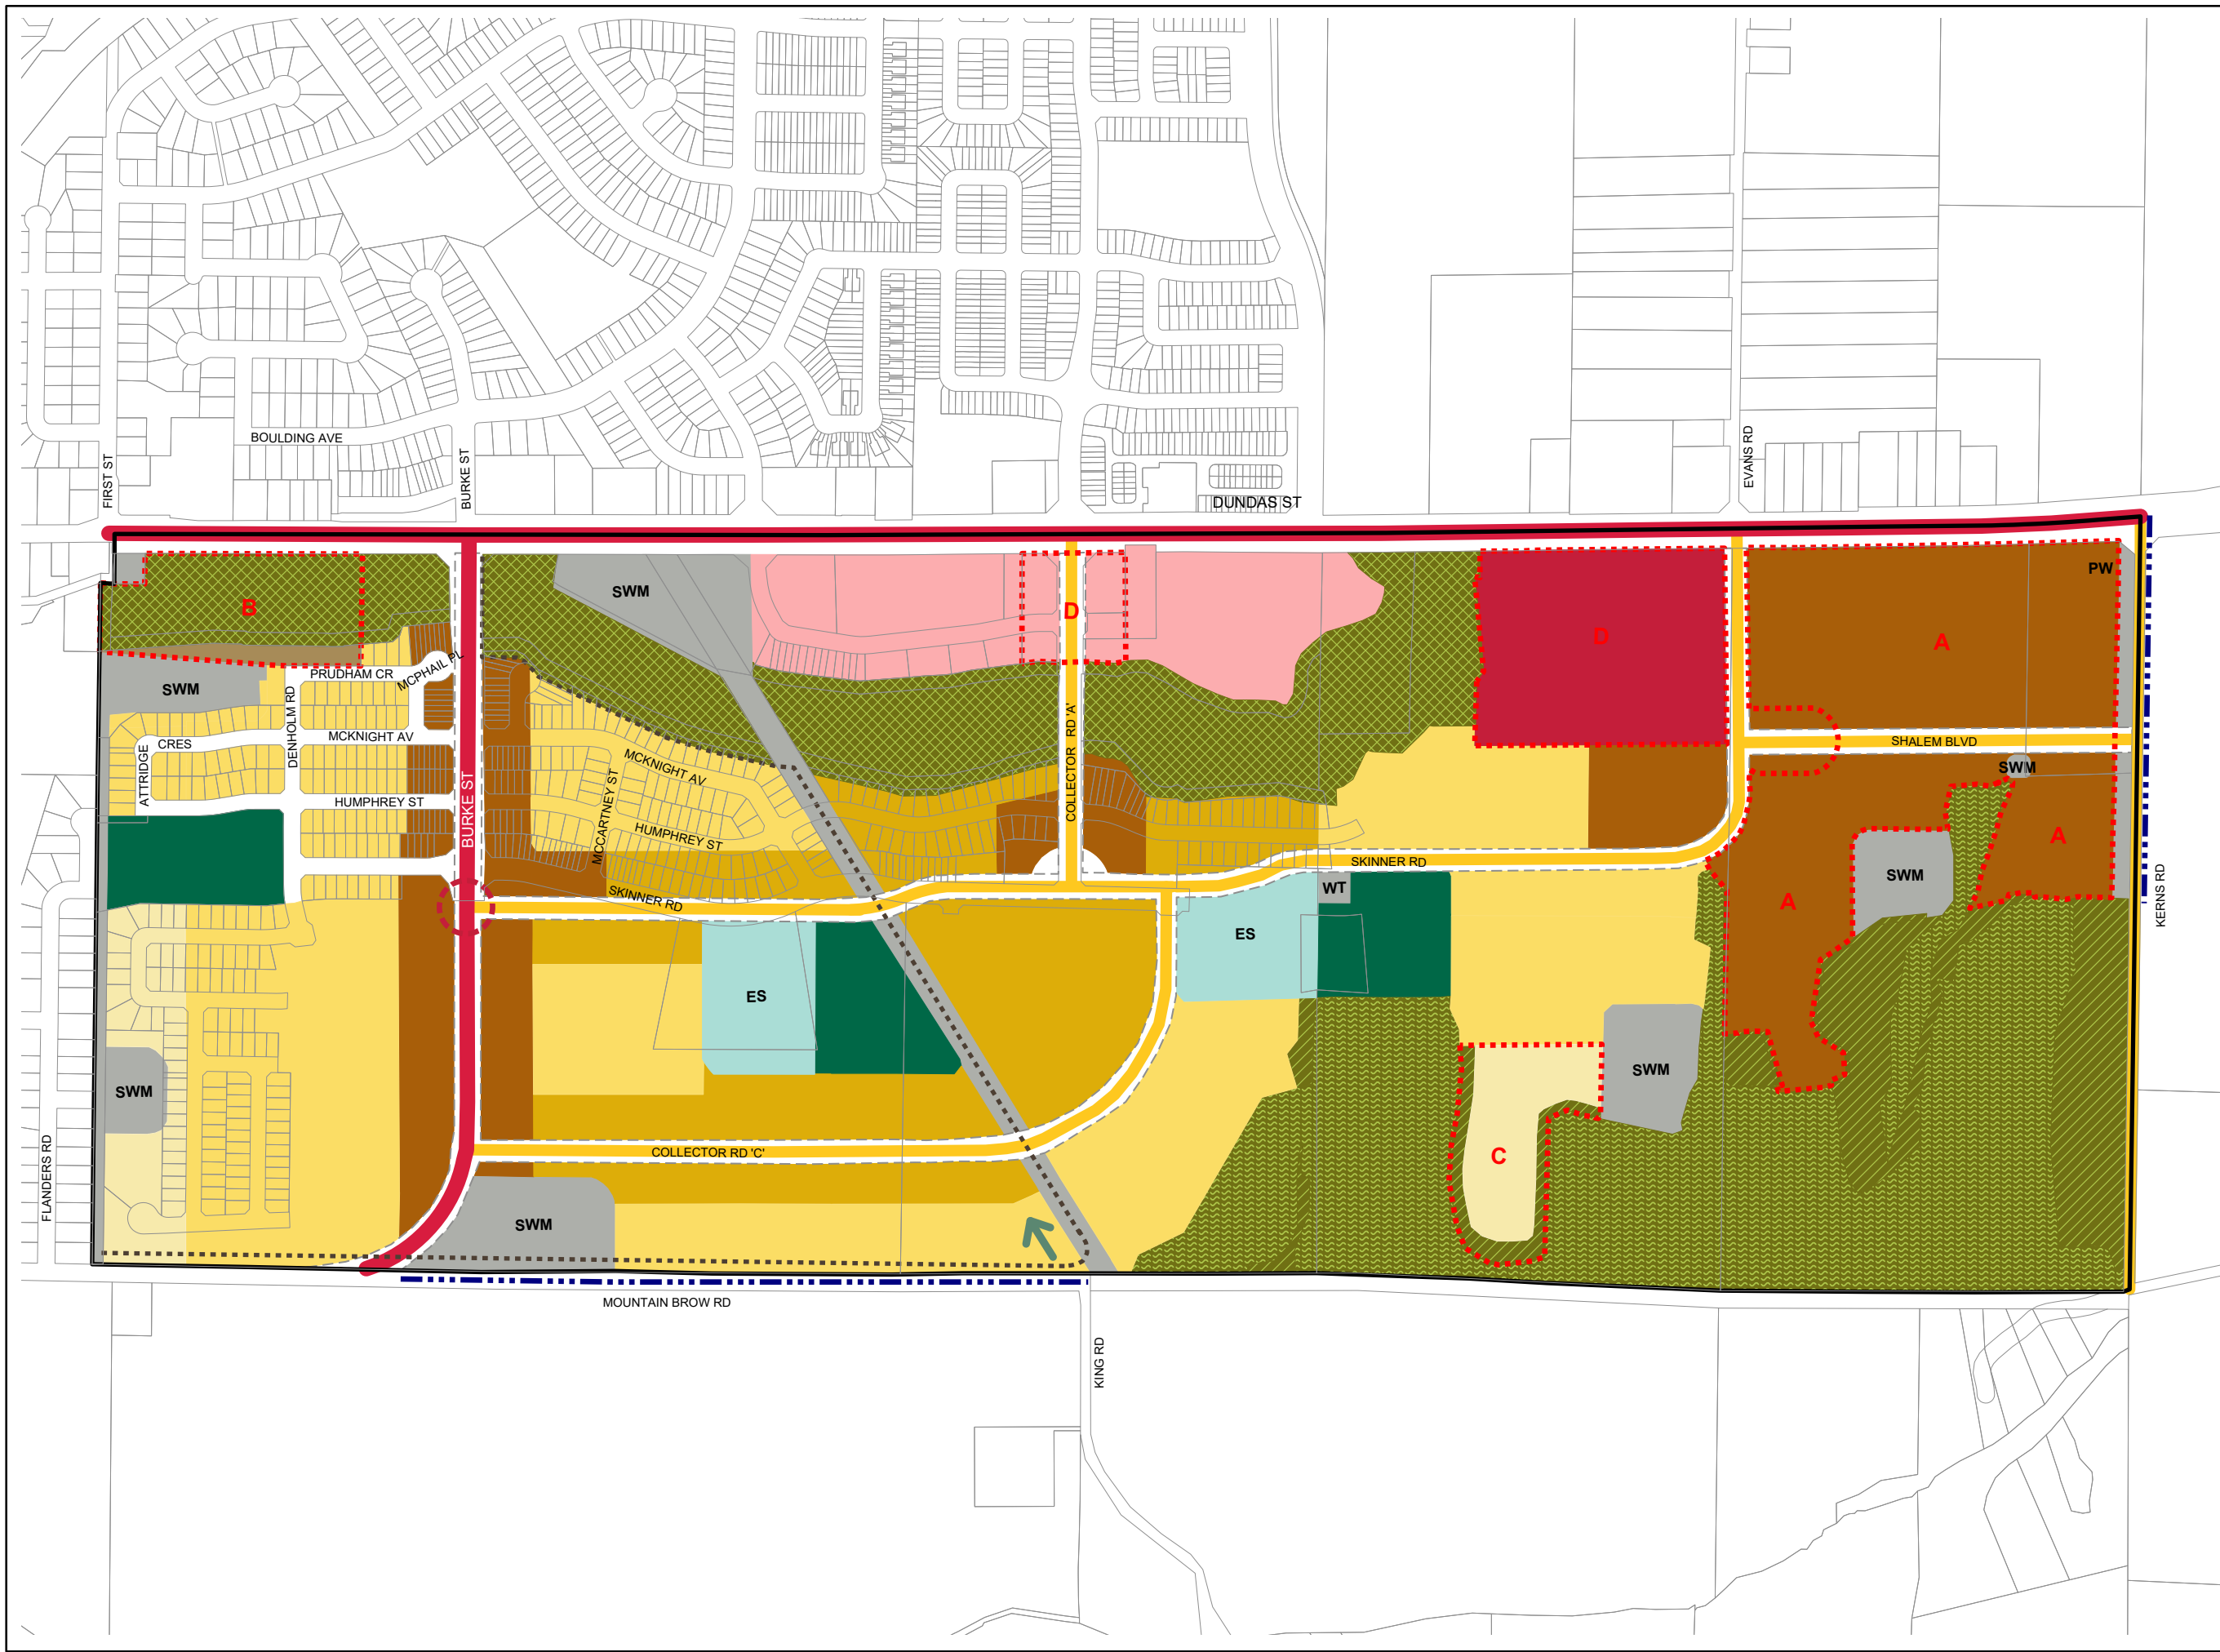 BOULDING AVE
FIRST ST
BURKE ST
EVANS RD
DUNDAS ST
PW
SWM
B
D
D
A
MCPHAIL PL
PRUDHAM CR
SWM
DENHOLM RD
COLLECTOR RD 'A'
MCKNIGHT AV
CRES
ATTRIDGE
SHALEM BLVD
MCKNIGHT AV
SWM
HUMPHREY ST
BURKE ST
MCCARTNEY ST
HUMPHREY ST
A
SKINNER RD
SWM
WT
SKINNER RD
A
KERNS RD
ES
ES
SWM
SWM
FLANDERS RD
COLLECTOR RD 'C'
C
SWM
MOUNTAIN BROW RD
KING RD